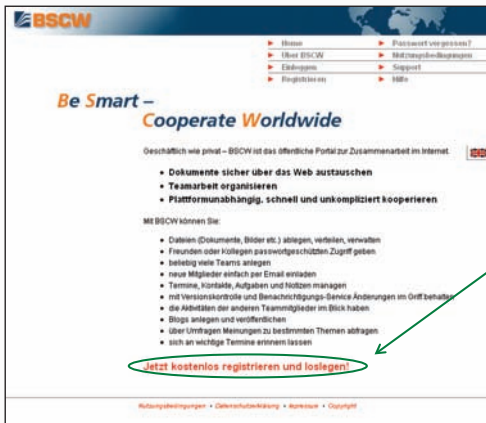 BSCW
Home
Passwort vergessen?
Über BSCW
Nutzungsbedingungen
Einloggen
Support
Registrieren
Hilfe
Be Smart –
Cooperate Worldwide
Geschäftlich wie privat – BSCW ist das öffentliche Portal zur Zusammenarbeit im Internet.
• Dokumente sicher über das Web austauschen
• Teamarbeit organisieren
• Plattformunabhängig, schnell und unkompliziert kooperieren
Mit BSCW können Sie:
• Dateien (Dokumente, Bilder etc.) ablegen, verteilen, verwalten
• Freunden oder Kollegen passwortgeschützten Zugriff geben
• beliebig viele Teams anlegen
• neue Mitglieder einfach per Email einladen
• Termine, Kontakte, Aufgaben und Notizen managen
• mit Versionskontrolle und Benachrichtigungs-Service Änderungen im Griff behalten
• die Aktivitäten der anderen Teammitglieder im Blick haben
• Blogs anlegen und veröffentlichen
• über Umfragen Meinungen zu bestimmten Themen abfragen
• sich an wichtige Termine erinnern lassen
Jetzt kostenlos registrieren und loslegen!
Nutzungsbedingungen • Datenschutzerklärung • Impressum • Copyright